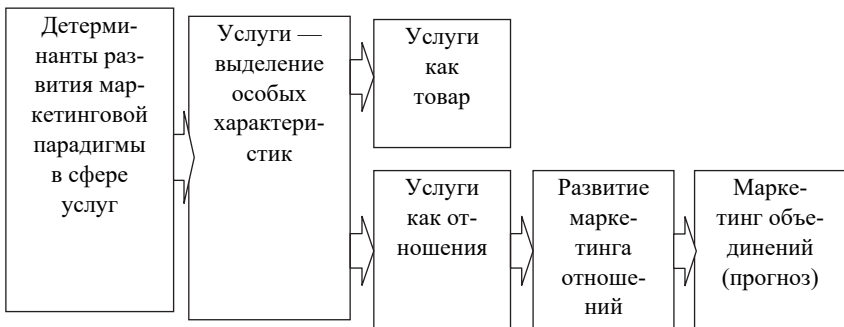 Детерми-
нанты раз-
вития мар-
кетинговой
парадигмы
в сфере
услуг
Услуги —
выделение
особых
характери-
стик
Услуги
как
товар
Услуги
как от-
ношения
Развитие
марке-
тинга
отноше-
ний
Марке-
тинг объе-
динений
(прогноз)